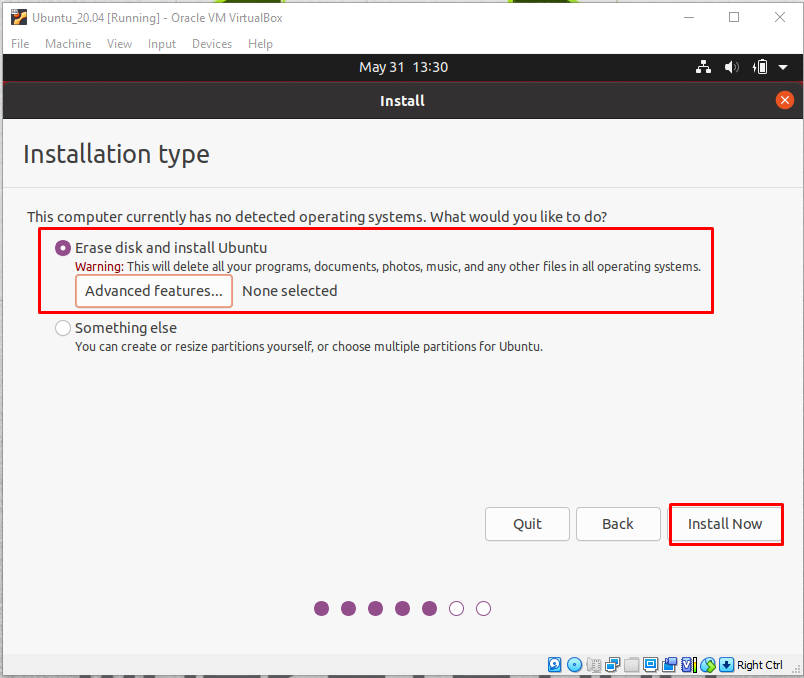 Ubuntu_20.04 [Running] - Oracle VM VirtualBox
File Machine View Input Devices Help
May 31 13:30
Install
Installation type
This computer currently has no detected operating systems. What would you like to do?
Erase disk and install Ubuntu
Warning: This will delete all your programs, documents, photos, music, and any other files in all operating systems.
Advanced features... None selected
Something else
You can create or resize partitions yourself, or choose multiple partitions for Ubuntu.
Quit Back Install Now
Right Ctrl